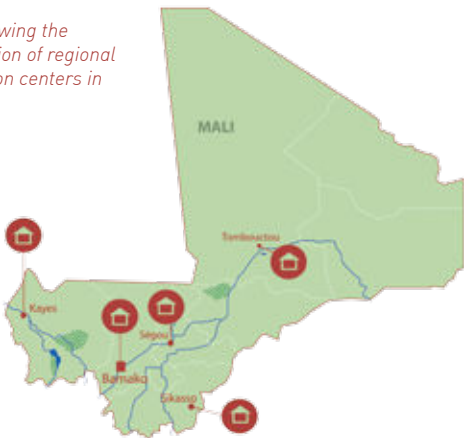 wing the
ion of regional
on centers in
MALI
Tombouctou
Kayes
Ségou
Bamako
Sikasso